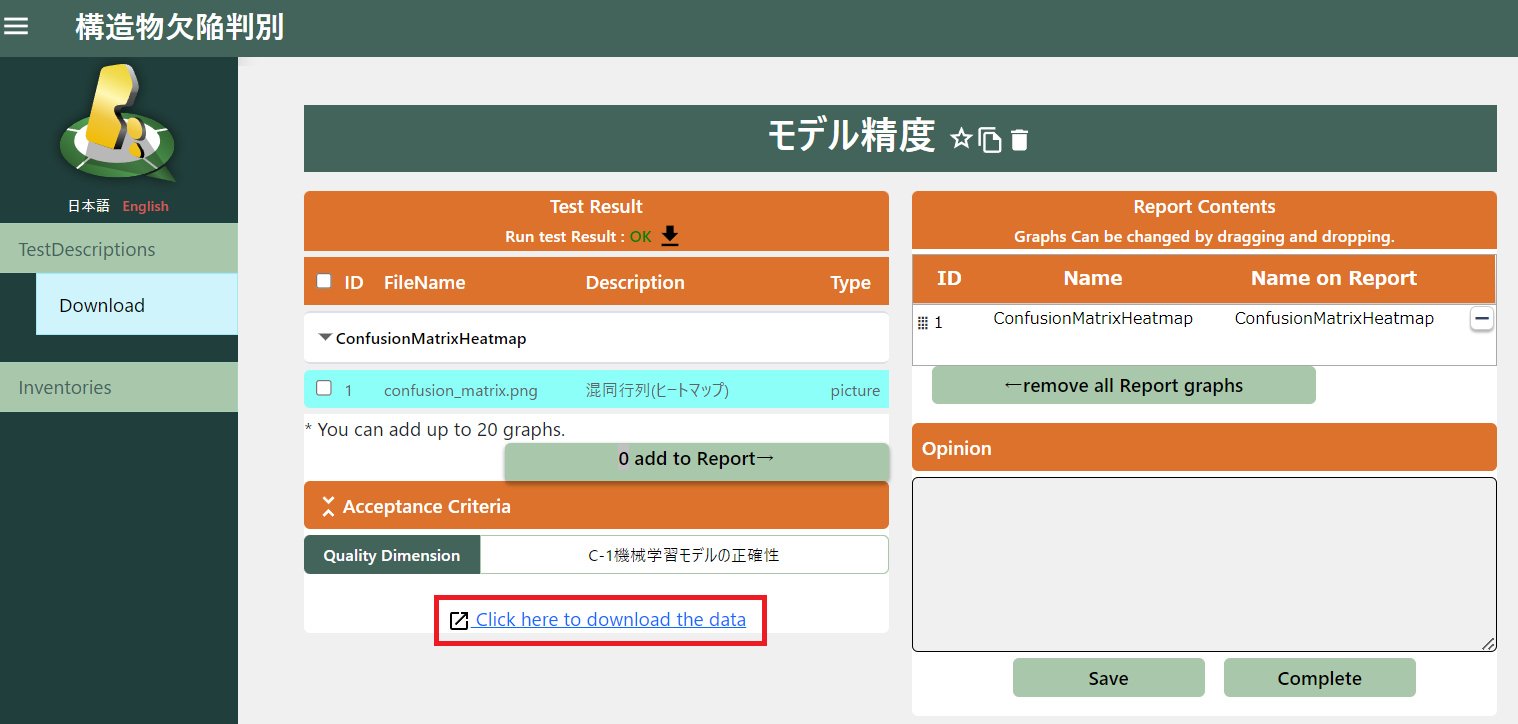 構造物欠陥判別
日本語 English
TestDescriptions
Download
Inventories
モデル精度
Test Result
Run test Result : OK
ID FileName Description Type
ConfusionMatrixHeatmap
1 confusion_matrix.png 混同行列(ヒートマップ) picture
* You can add up to 20 graphs.
0 add to Report→
Acceptance Criteria
Quality Dimension C-1機械学習モデルの正確性
Click here to download the data
Report Contents
Graphs Can be changed by dragging and dropping.
ID Name Name on Report
1 ConfusionMatrixHeatmap ConfusionMatrixHeatmap
←remove all Report graphs
Opinion
Save Complete